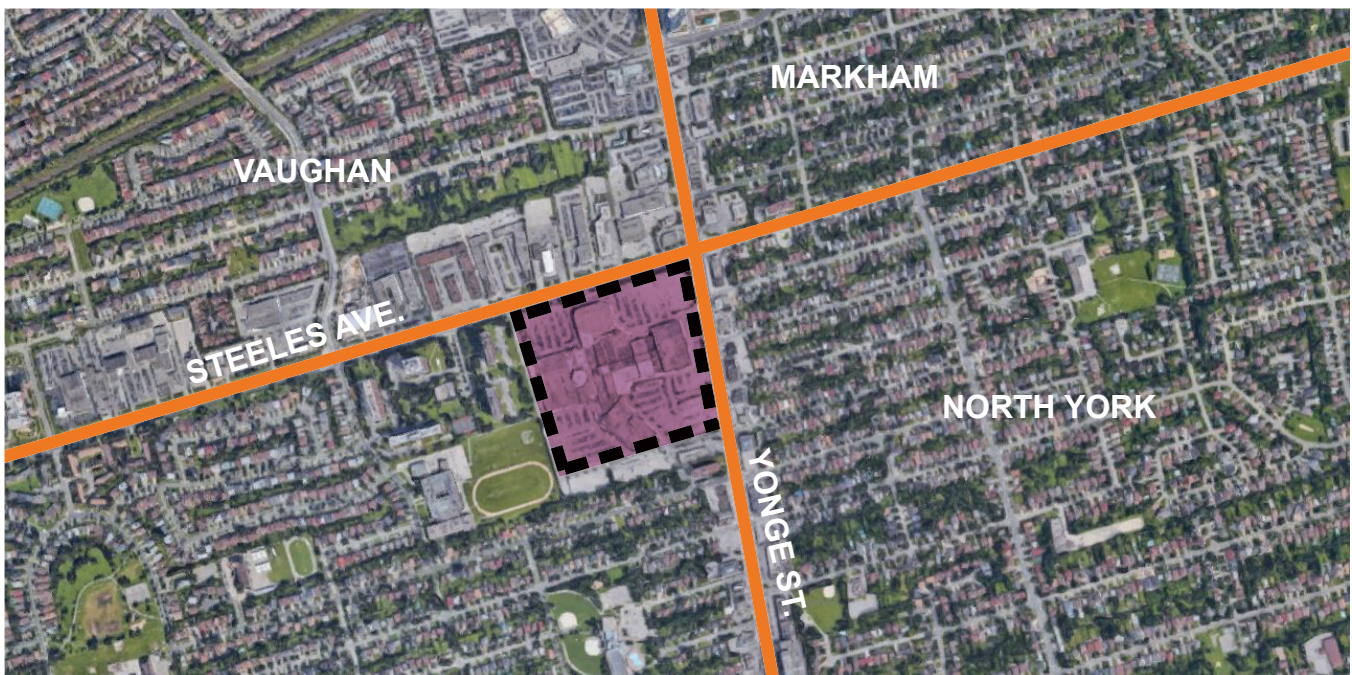 MARKHAM
VAUGHAN
STEELES AVE.
NORTH YORK
YONGE ST.